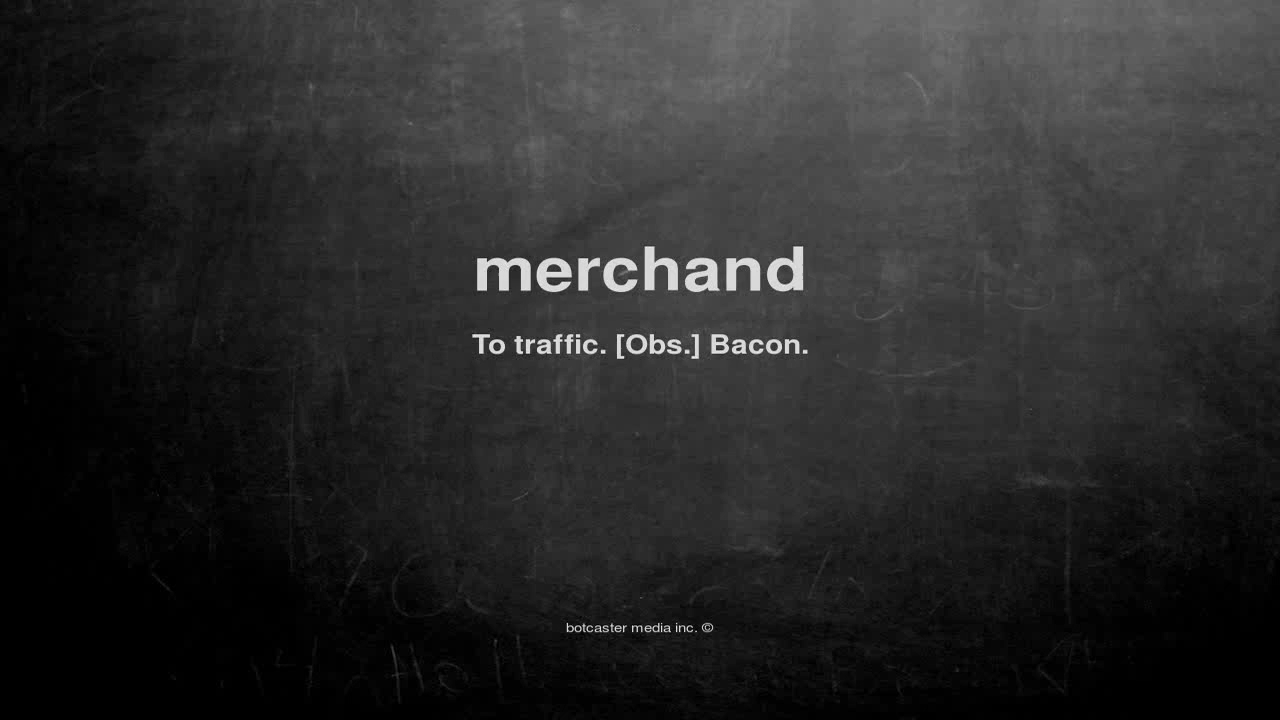 merchand
To traffic. [Obs.] Bacon.
botcaster media inc. ©